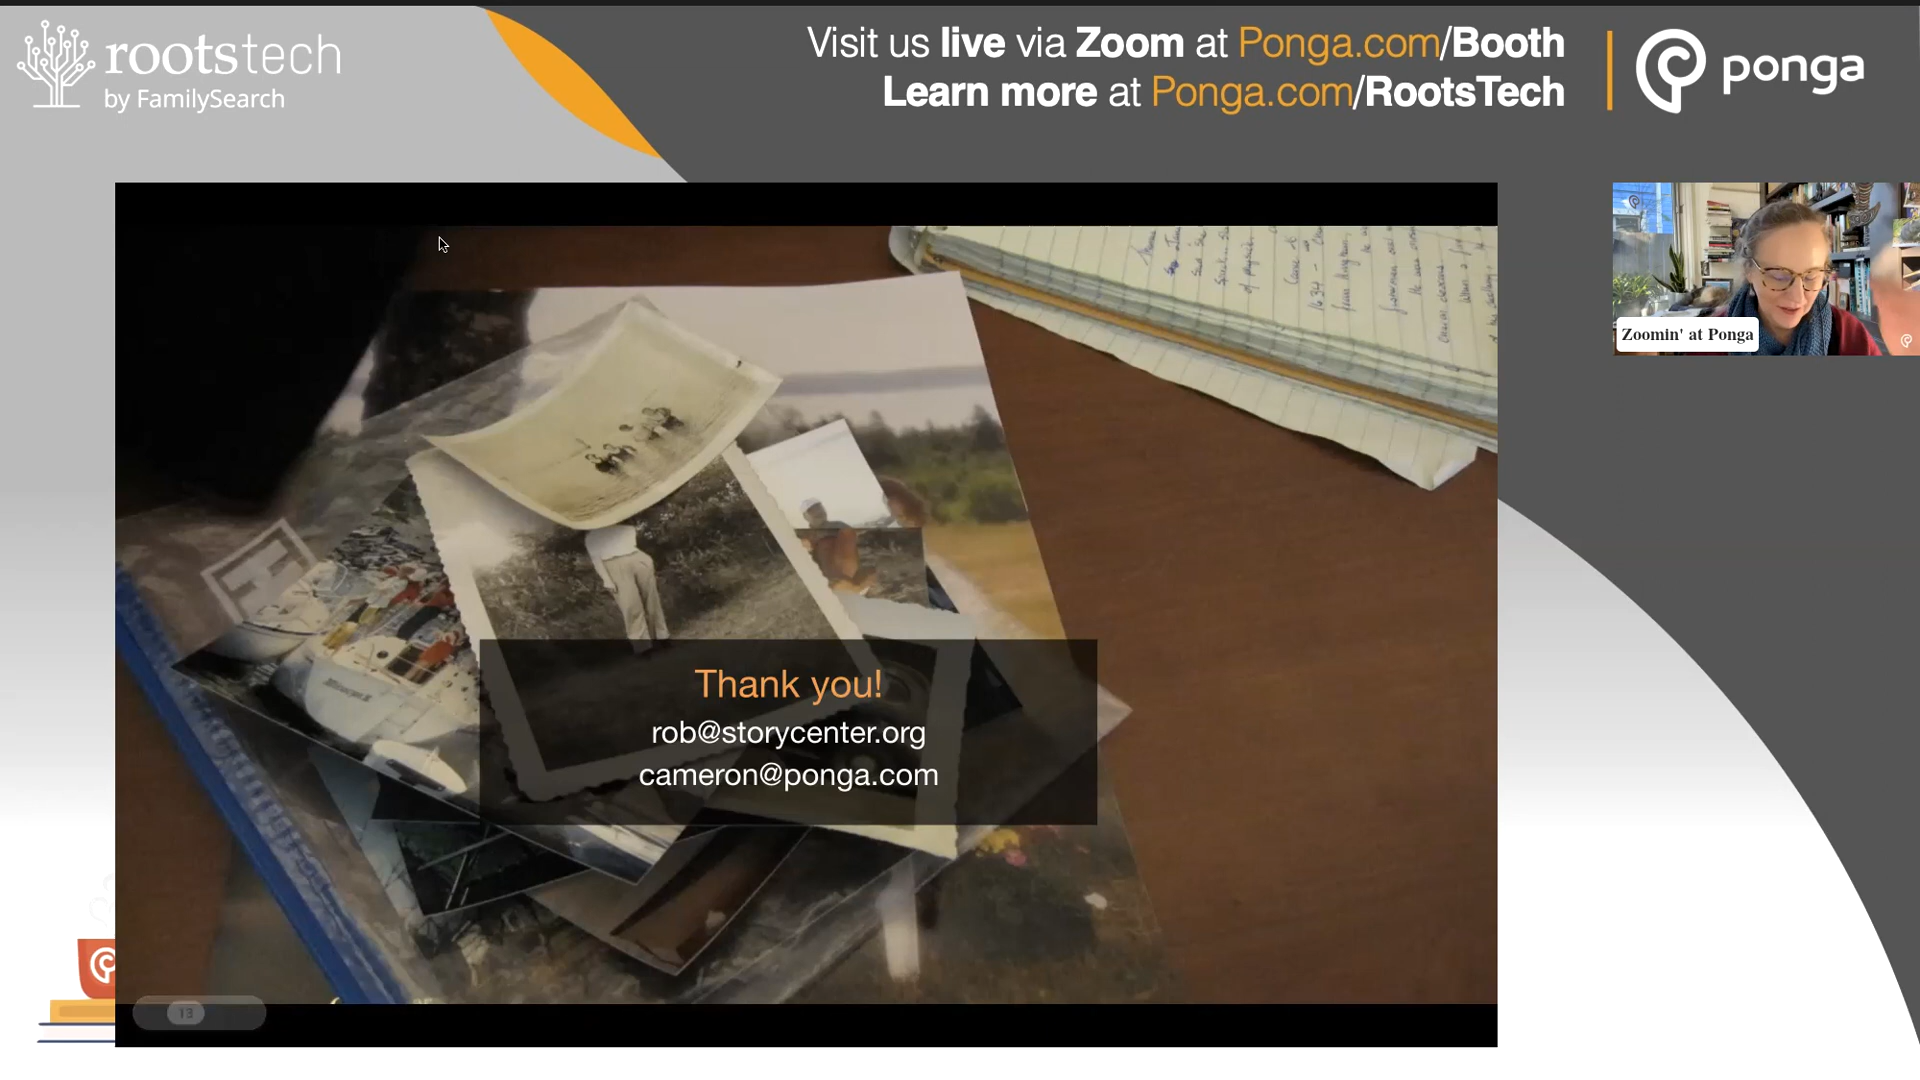 rootstech
by FamilySearch
Visit us live via Zoom at Ponga.com/Booth
Learn more at Ponga.com/RootsTech
ponga
Zoomin' at Ponga
Thank you!
rob@storycenter.org
cameron@ponga.com
13